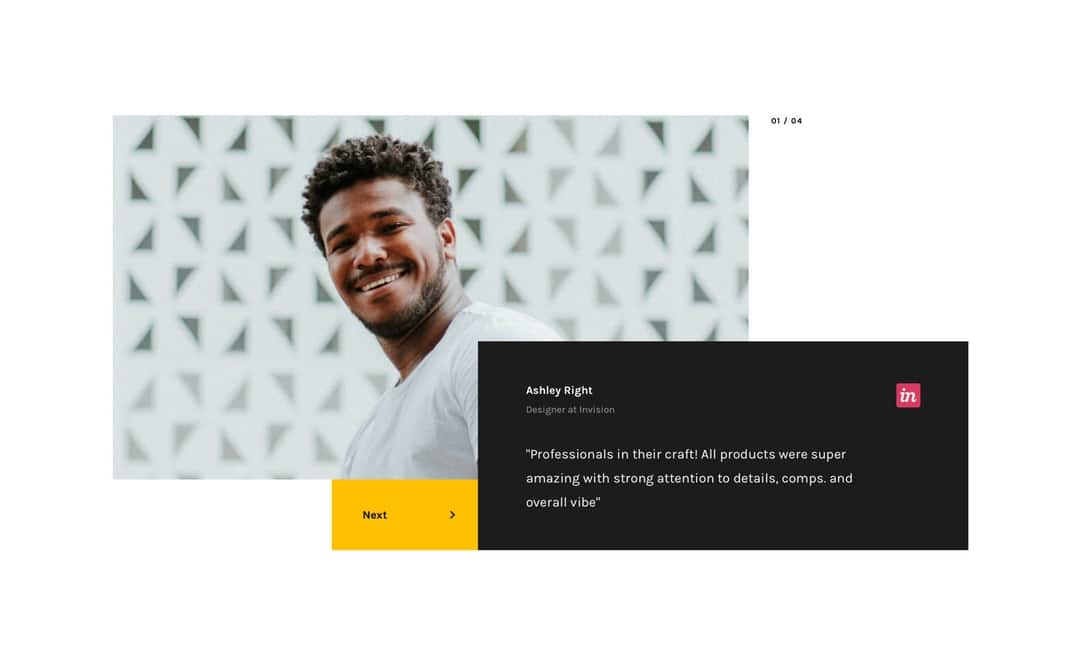 01 / 04
Ashley Right
in
Designer at Invision
"Professionals in their craft! All products were super
amazing with strong attention to details, comps. and
overall vibe"
Next